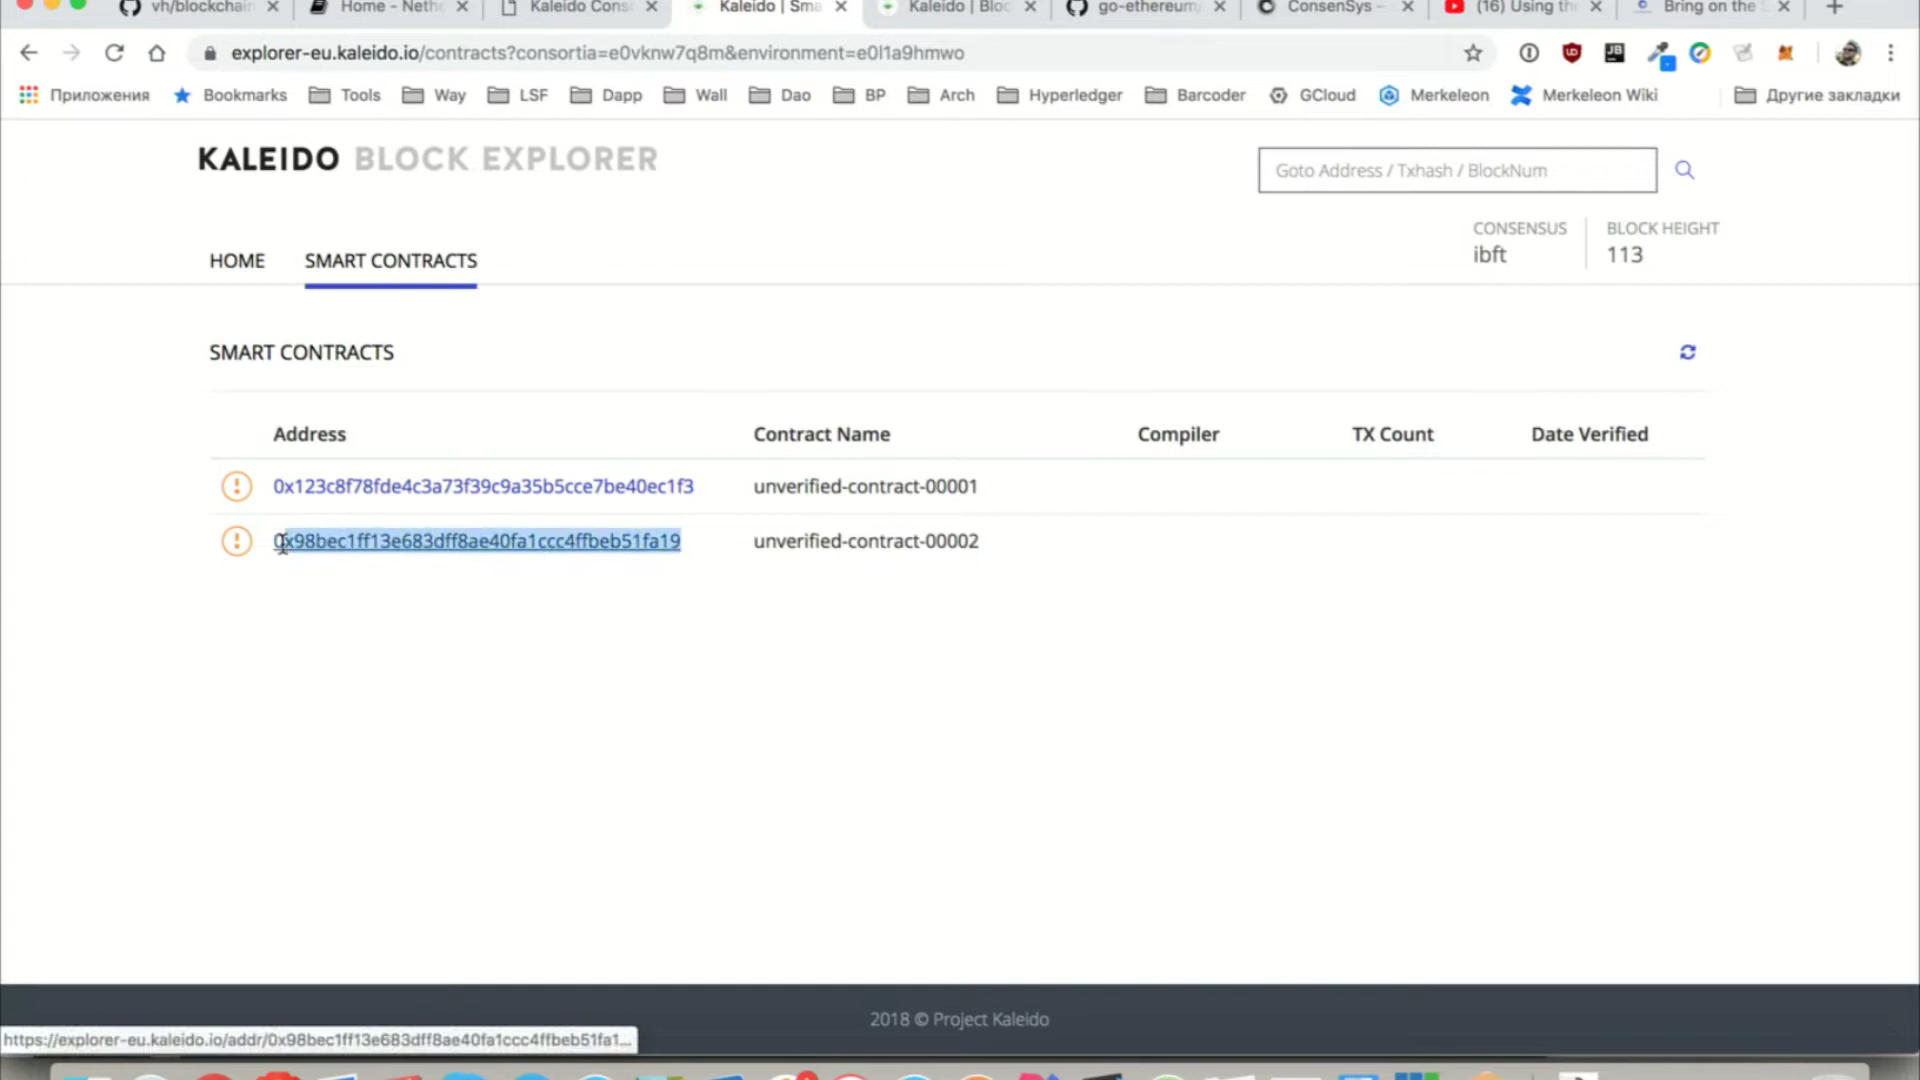 vh/blockchain
Home - Nethe
Kaleido Cons
Kaleido | Sma
Kaleido | Bloc
go-ethereum
ConsenSys –
(16) Using the
Bring on the
explorer-eu.kaleido.io/contracts?consortia=e0vknw7q8m&environment=e0l1a9hmwo
Приложения
Bookmarks
Tools
Way
LSF
Dapp
Wall
Dao
BP
Arch
Hyperledger
Barcoder
GCloud
Merkeleon
Merkeleon Wiki
Другие закладки
KALEIDO BLOCK EXPLORER
Goto Address / Txhash / BlockNum
CONSENSUS
ibft
BLOCK HEIGHT
113
HOME
SMART CONTRACTS
SMART CONTRACTS
Address Contract Name Compiler TX Count Date Verified
0x123c8f78fde4c3a73f39c9a35b5cce7be40ec1f3 unverified-contract-00001
0x98bec1ff13e683dff8ae40fa1ccc4ffbeb51fa19 unverified-contract-00002
2018 © Project Kaleido
https://explorer-eu.kaleido.io/addr/0x98bec1ff13e683dff8ae40fa1ccc4ffbeb51fa1...